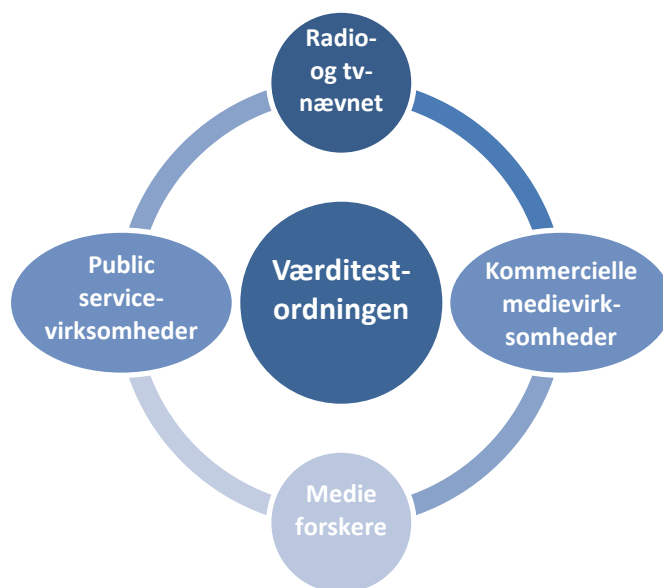 Radio-
og tv-
nævnet
Public
service-
virksomheder
Værditest-
ordningen
Kommercielle
medievirk-
somheder
Medie
forskere